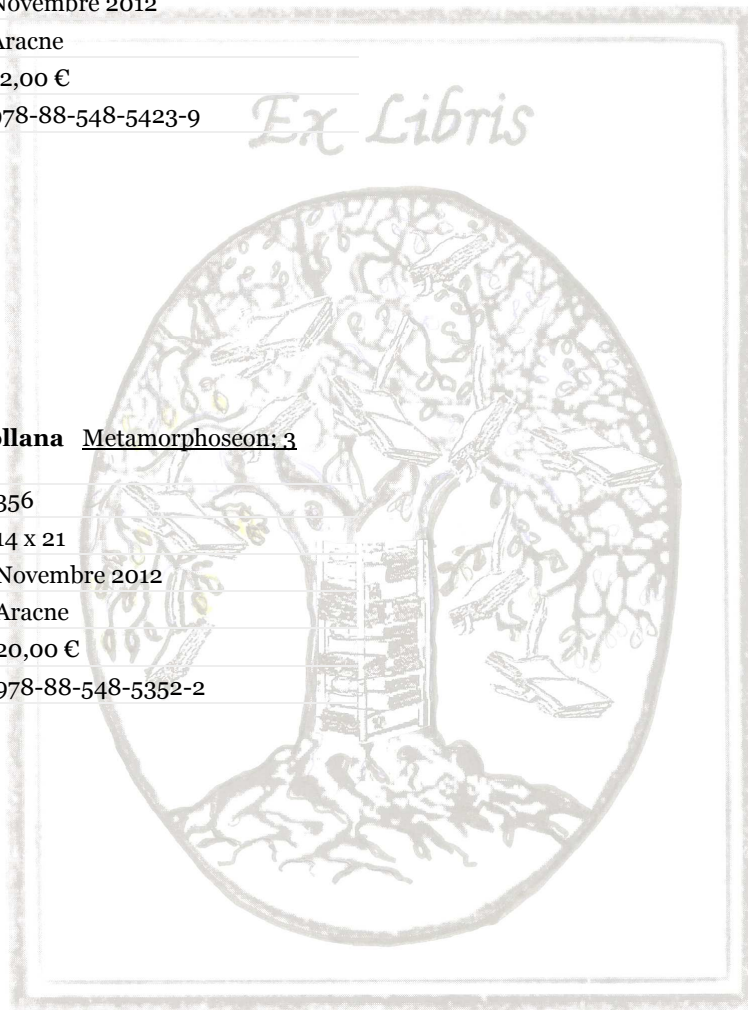 Novembre 2012
Aracne
2,00 €
978-88-548-5423-9
Ex Libris
ollana Metamorphoseon; 3
356
14 x 21
Novembre 2012
Aracne
20,00 €
978-88-548-5352-2